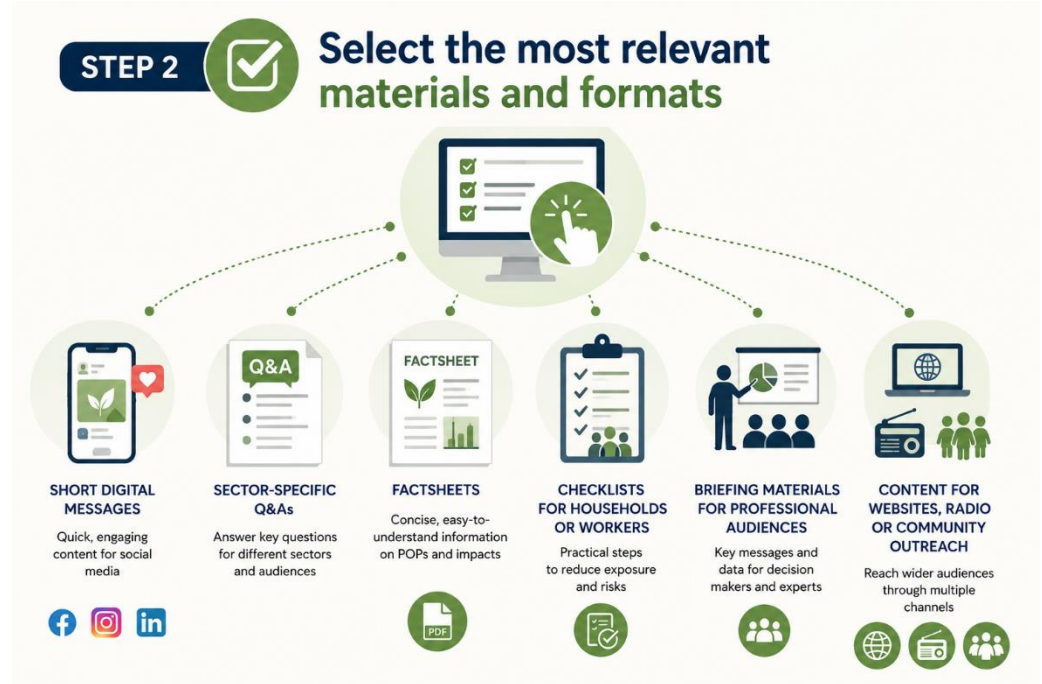 STEP 2
Select the most relevant
materials and formats
Q&A
FACTSHEET
SHORT DIGITAL
MESSAGES
Quick, engaging
content for social
media
SECTOR-SPECIFIC
Q&As
Answer key questions
for different sectors
and audiences
FACTSHEETS
Concise, easy-to-
understand information
on POPs and impacts
PDF
CHECKLISTS
FOR HOUSEHOLDS
OR WORKERS
Practical steps
to reduce exposure
and risks
BRIEFING MATERIALS
FOR PROFESSIONAL
AUDIENCES
Key messages and
data for decision
makers and experts
CONTENT FOR
WEBSITES, RADIO
OR COMMUNITY
OUTREACH
Reach wider audiences
through multiple
channels